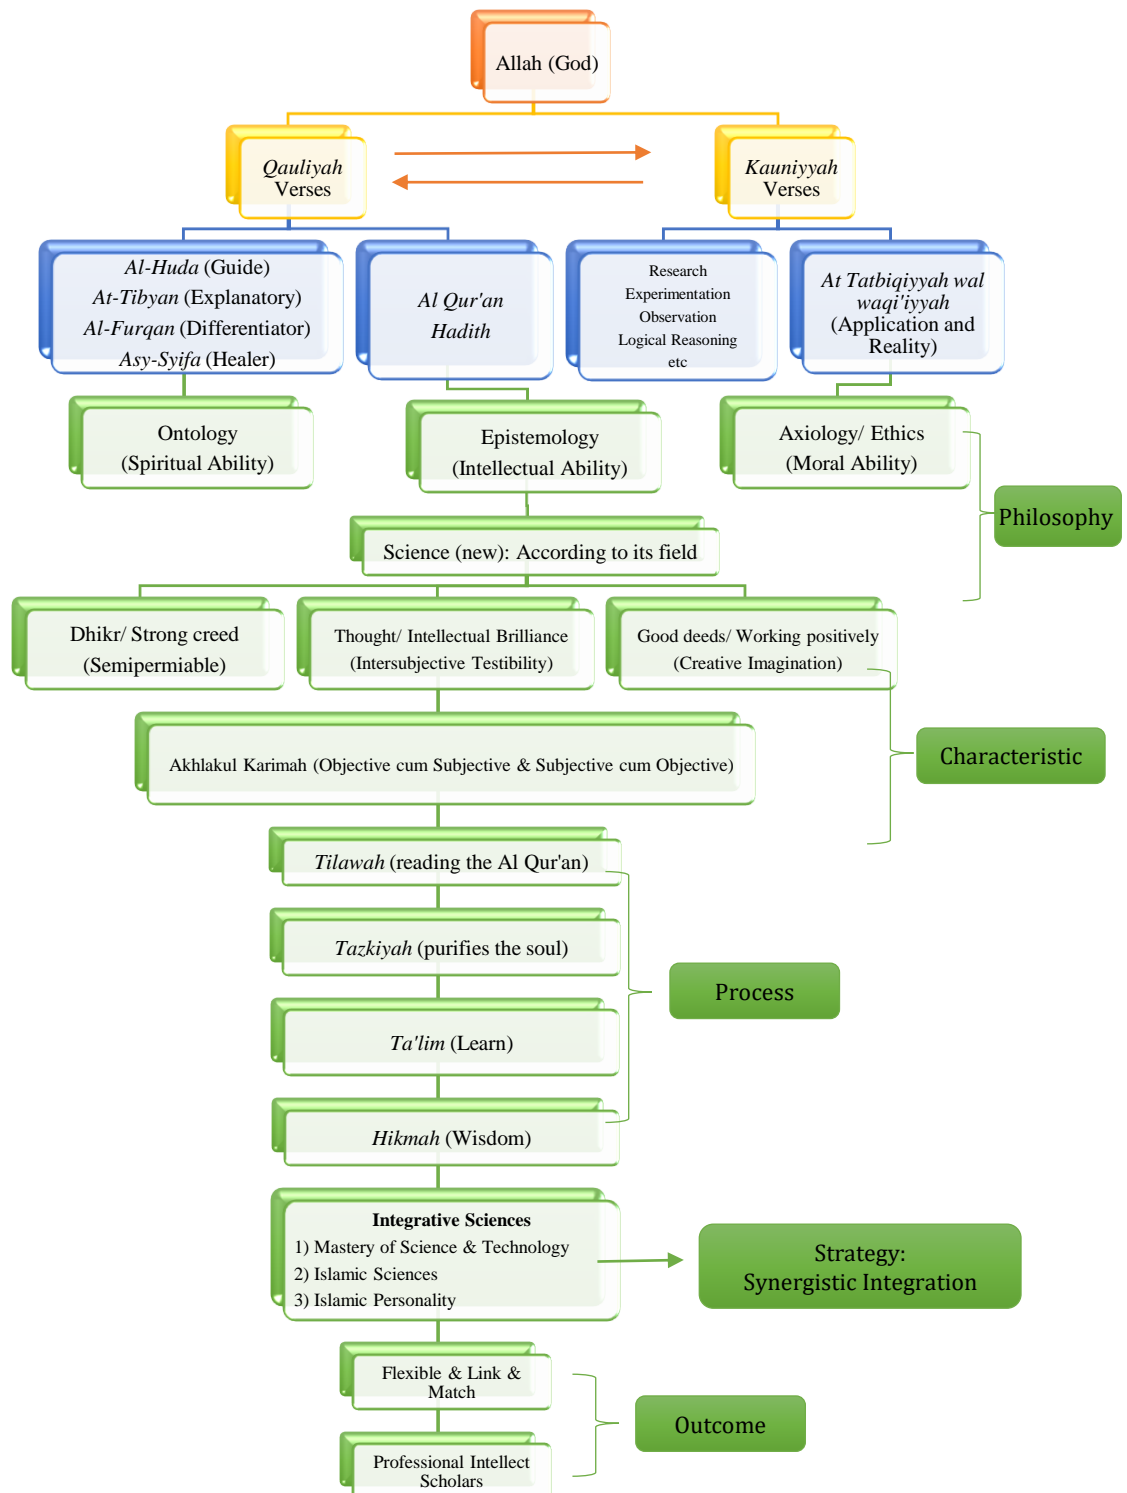 Allah (God)
Qauliyah
Verses
Kauniyyah
Verses
Al-Huda (Guide)
At-Tibyan (Explanatory)
Al-Furqan (Differentiator)
Asy-Syifa (Healer)
Al Qur'an
Hadith
Research
Experimentation
Observation
Logical Reasoning
etc
At Tatbiqiyyah wal
waqi'iyyah
(Application and
Reality)
Ontology
(Spiritual Ability)
Epistemology
(Intellectual Ability)
Axiology/ Ethics
(Moral Ability)
Philosophy
Science (new): According to its field
Dhikr/ Strong creed
(Semipermiable)
Thought/ Intellectual Brilliance
(Intersubjective Testibility)
Good deeds/ Working positively
(Creative Imagination)
Akhlakul Karimah (Objective cum Subjective & Subjective cum Objective)
Characteristic
Tilawah (reading the Al Qur'an)
Tazkiyah (purifies the soul)
Process
Ta'lim (Learn)
Hikmah (Wisdom)
Integrative Sciences
1) Mastery of Science & Technology
2) Islamic Sciences
3) Islamic Personality
Strategy:
Synergistic Integration
Flexible & Link &
Match
Outcome
Professional Intellect
Scholars